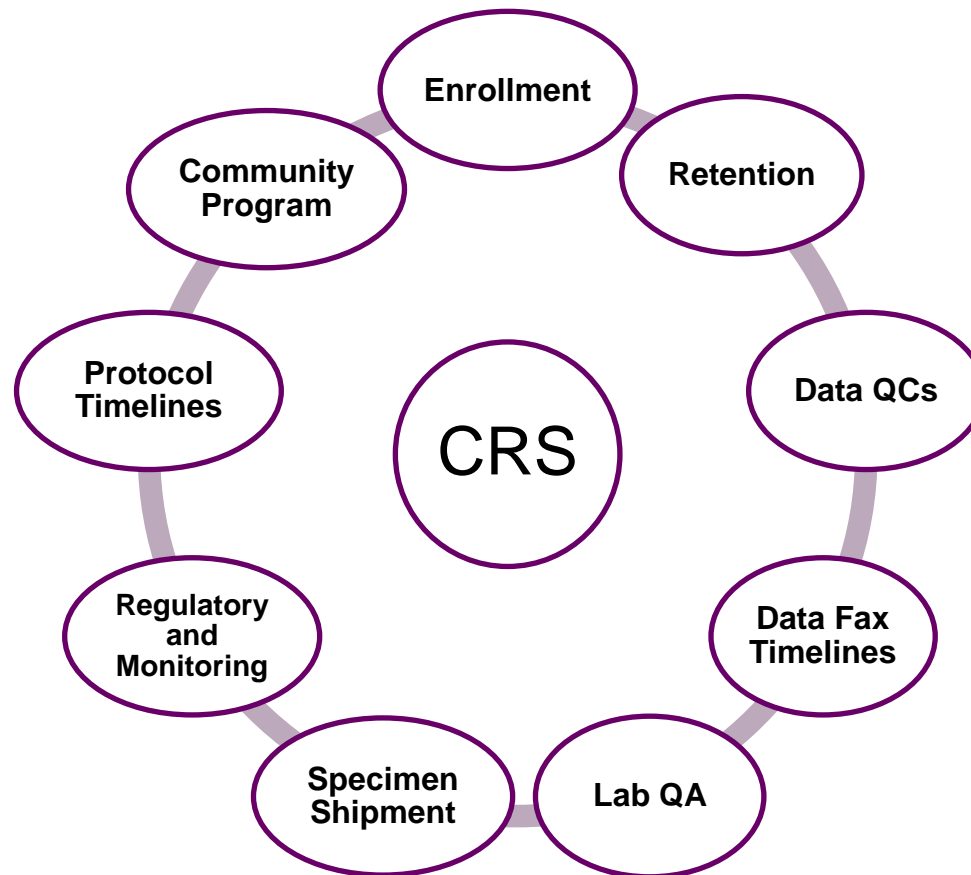 Enrollment
Retention
Data QCs
Data Fax
Timelines
Lab QA
Specimen
Shipment
Regulatory
and
Monitoring
Protocol
Timelines
Community
Program
CRS